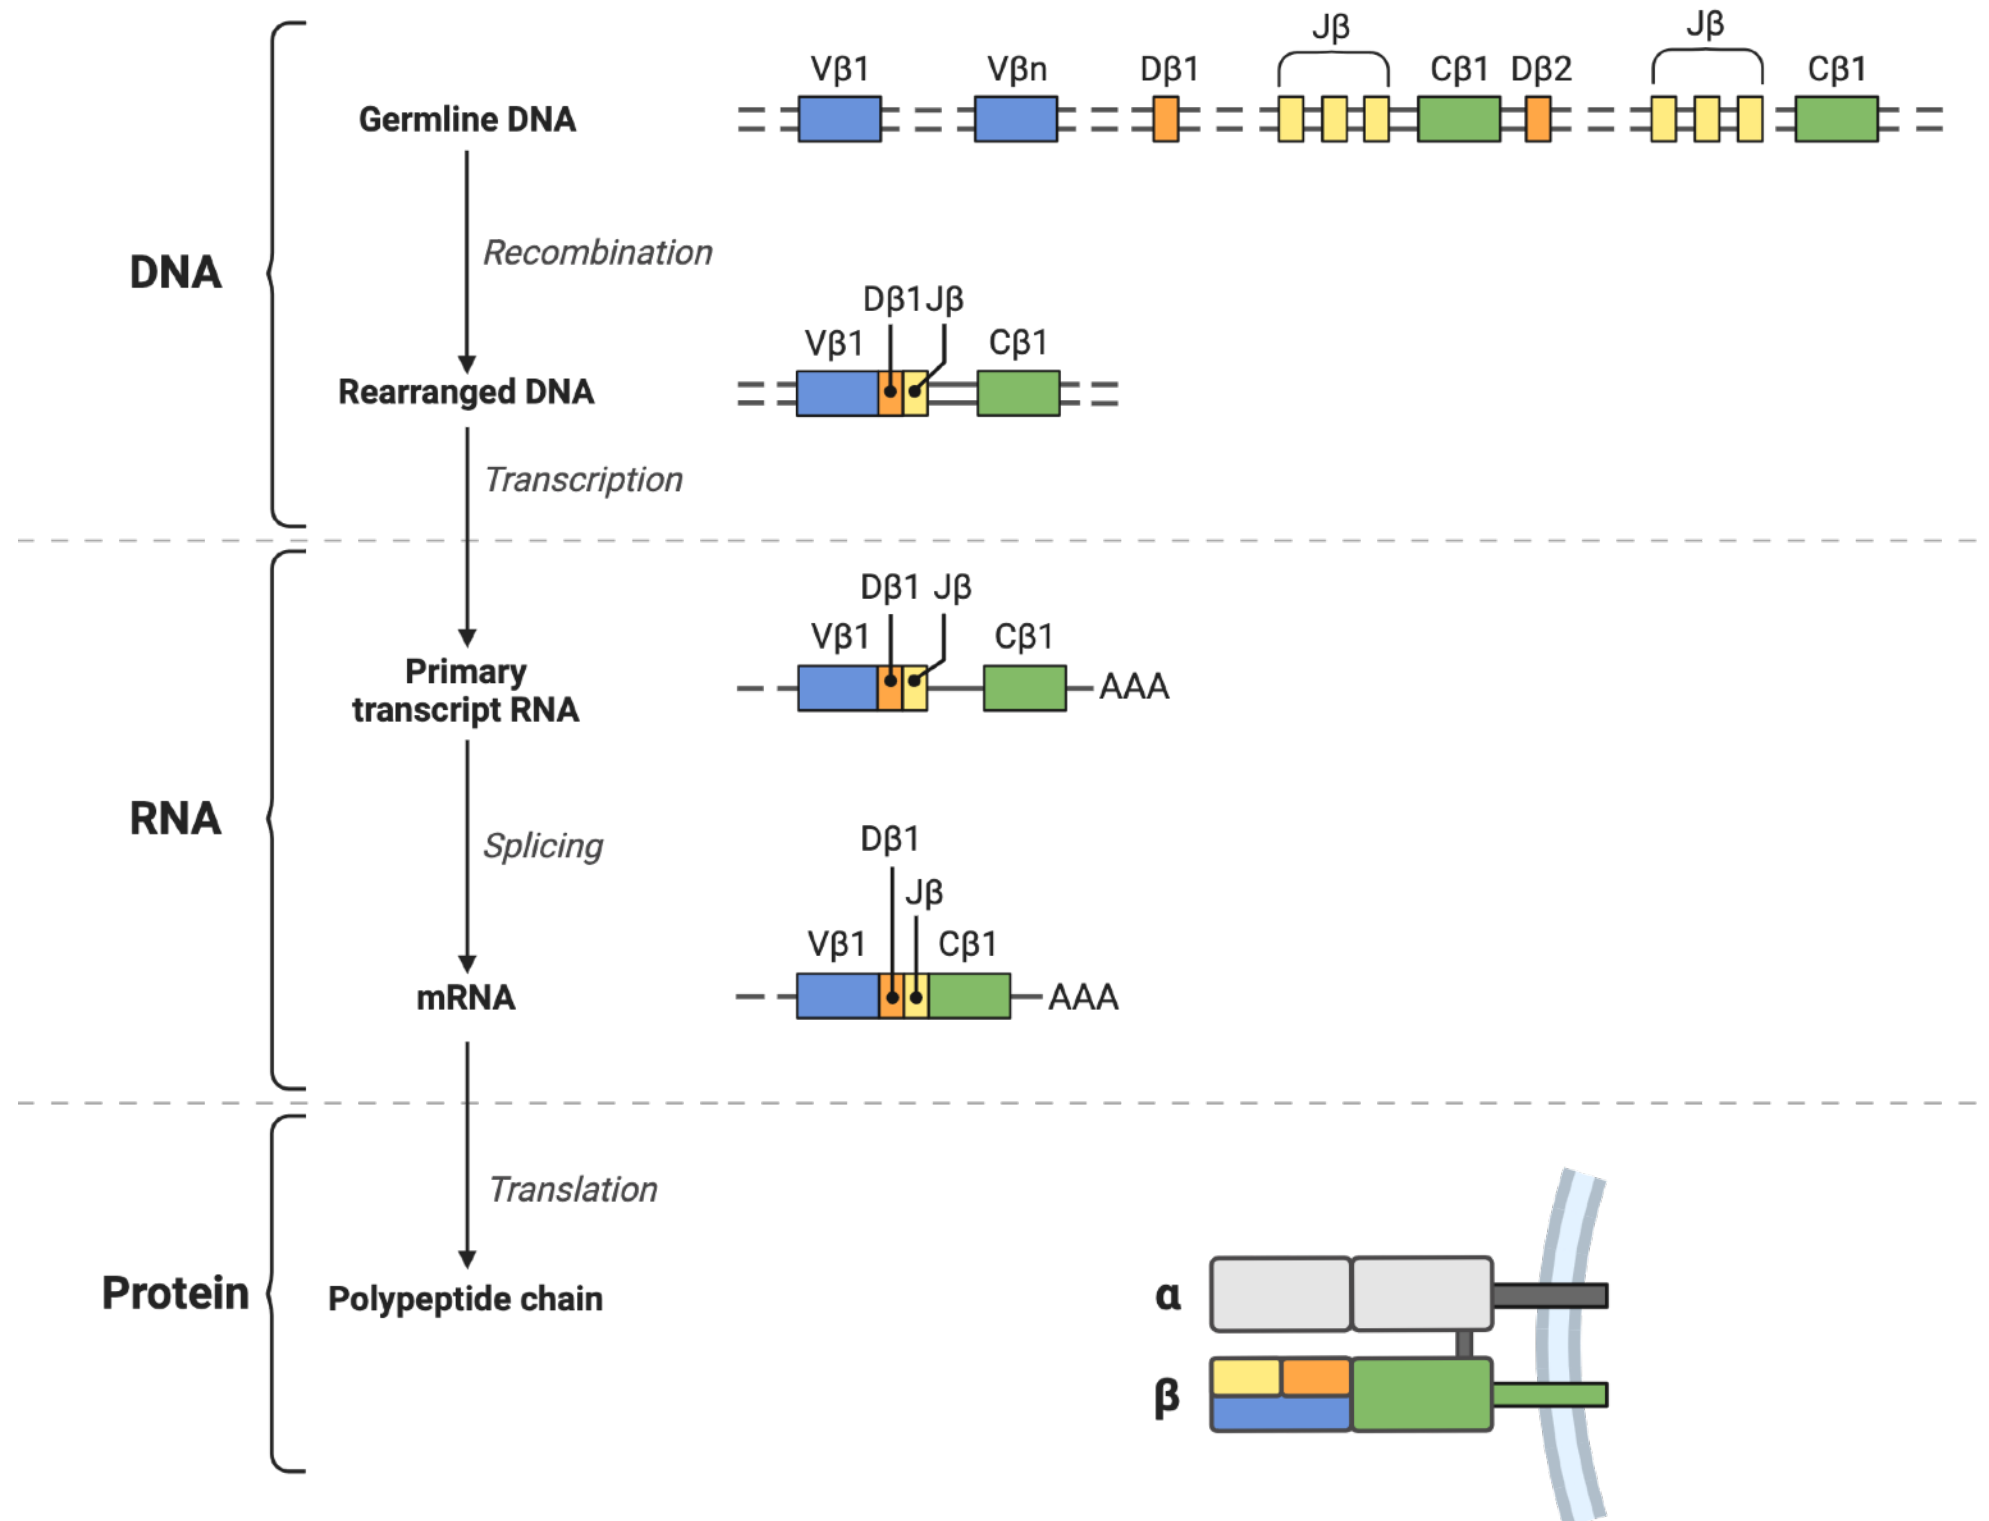 Jβ
Jβ
Vβ1
Vβn
Dβ1
Cβ1
Dβ2
Cβ1
Germline DNA
Recombination
DNA
Dβ1
Jβ
Vβ1
Cβ1
Rearranged DNA
Transcription
Dβ1
Jβ
Vβ1
Cβ1
Primary
transcript RNA
AAA
RNA
Splicing
Dβ1
Jβ
Vβ1
Cβ1
mRNA
AAA
Translation
Protein
Polypeptide chain
α
β